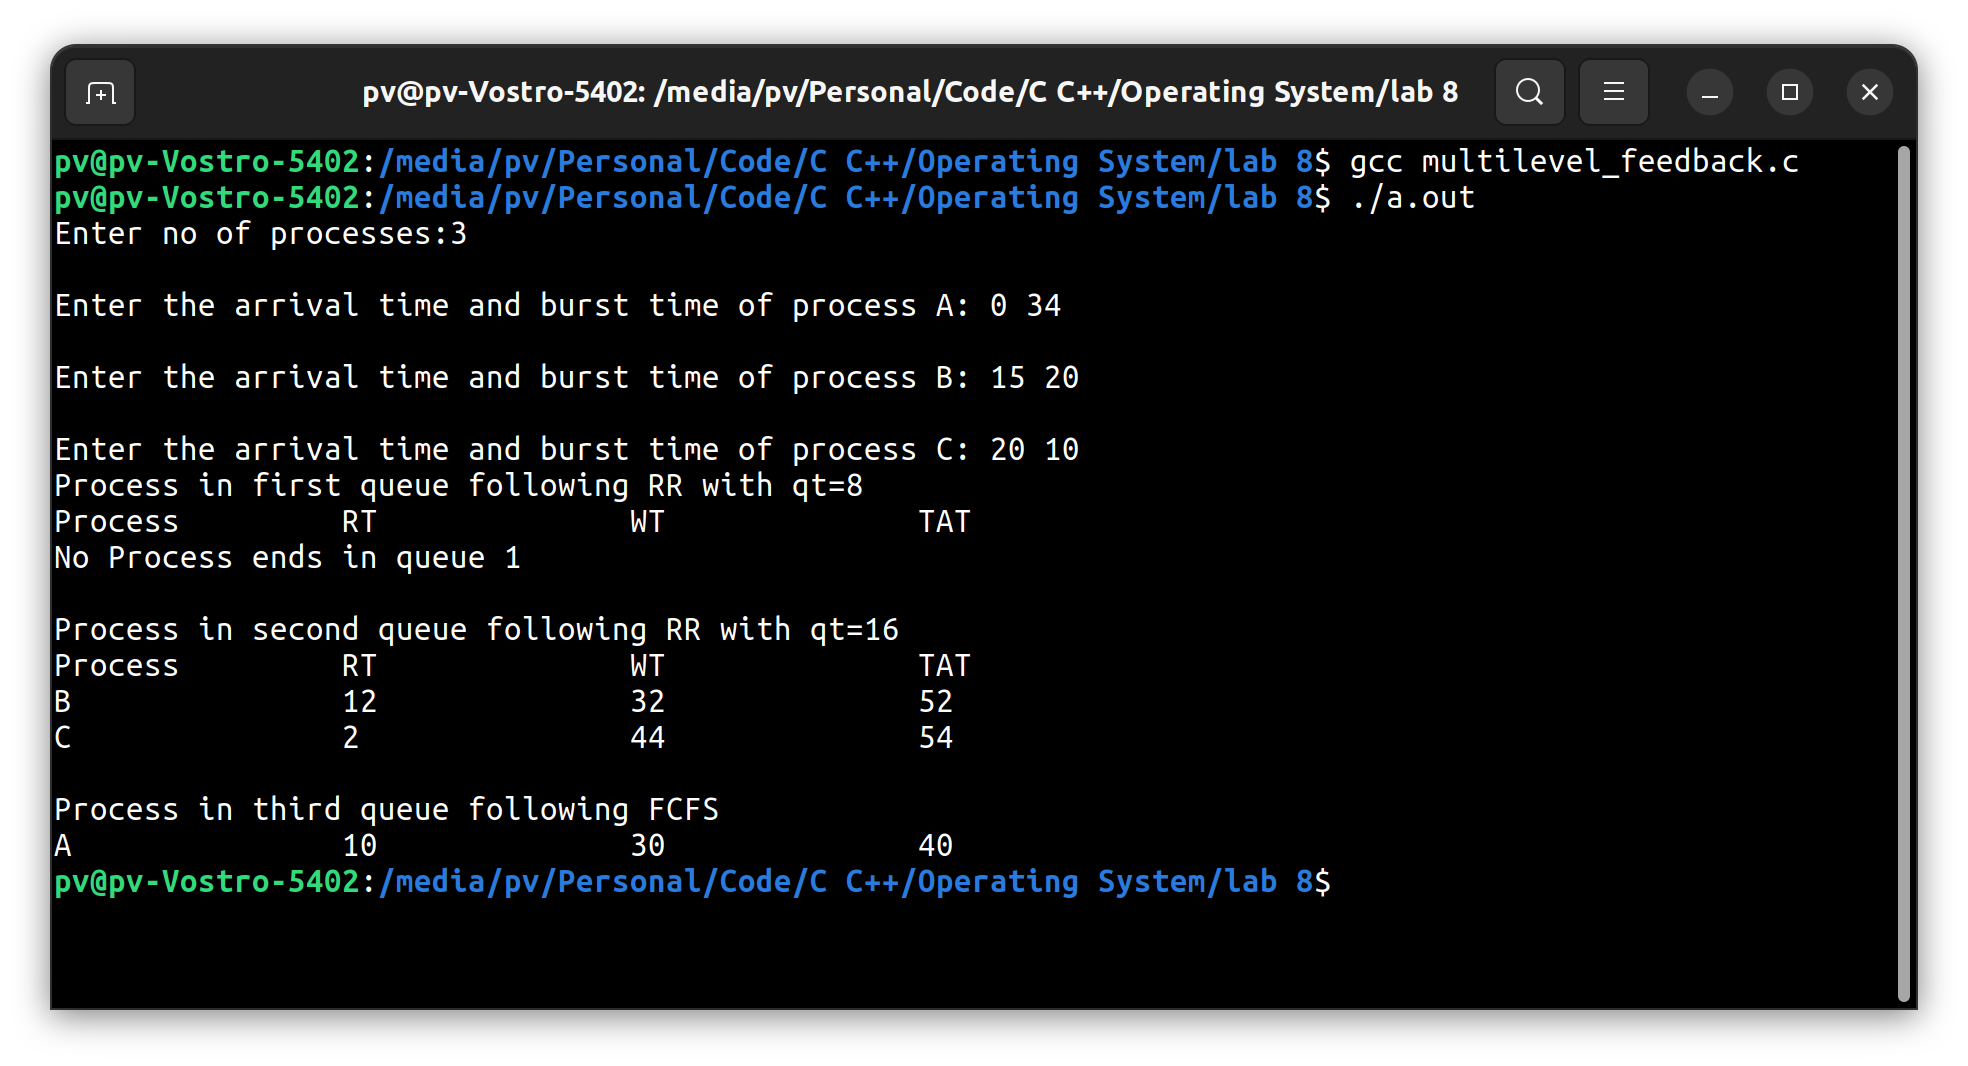 pv@pv-Vostro-5402: /media/pv/Personal/Code/C C++/Operating System/lab 8
pv@pv-Vostro-5402:/media/pv/Personal/Code/C C++/Operating System/lab 8$ gcc multilevel_feedback.c
pv@pv-Vostro-5402:/media/pv/Personal/Code/C C++/Operating System/lab 8$ ./a.out
Enter no of processes:3
Enter the arrival time and burst time of process A: 0 34
Enter the arrival time and burst time of process B: 15 20
Enter the arrival time and burst time of process C: 20 10
Process in first queue following RR with qt=8
Process RT WT TAT
No Process ends in queue 1
Process in second queue following RR with qt=16
Process RT WT TAT
B 12 32 52
C 2 44 54
Process in third queue following FCFS
A 10 30 40
pv@pv-Vostro-5402:/media/pv/Personal/Code/C C++/Operating System/lab 8$